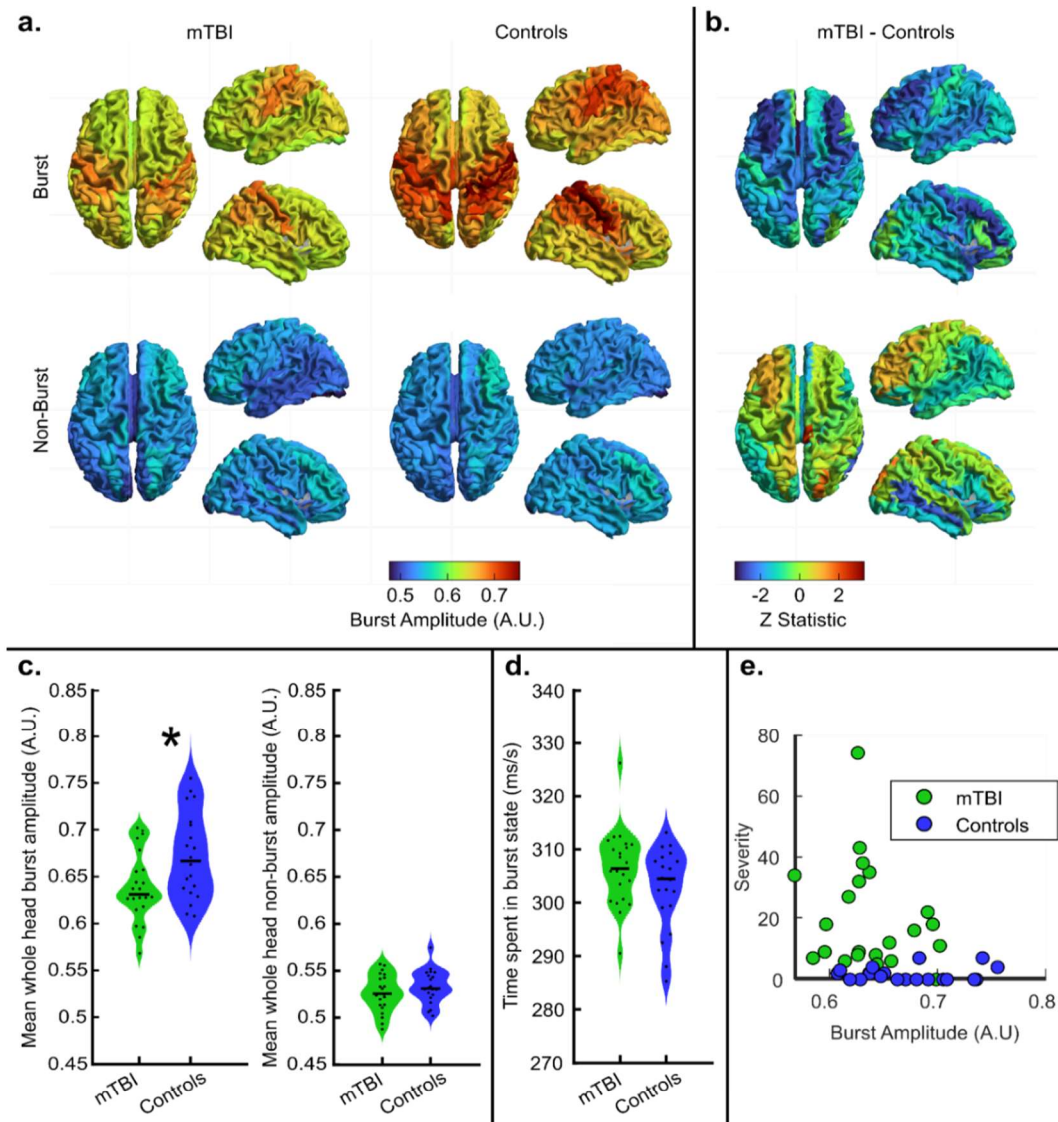 a.
mTBI
Controls
Burst
Non-Burst
0.5
0.6
0.7
Burst Amplitude (A.U.)
b.
mTBI - Controls
-2
0
2
Z Statistic
c.
Mean whole head burst amplitude (A.U.)
0.85
0.8
0.75
0.7
0.65
0.6
0.55
0.5
0.45
*
mTBI
Controls
Mean whole head non-burst amplitude (A.U.)
0.85
0.8
0.75
0.7
0.65
0.6
0.55
0.5
0.45
mTBI
Controls
d.
Time spent in burst state (ms/s)
340
330
320
310
300
290
280
270
mTBI
Controls
e.
Severity
80
60
40
20
0
mTBI
Controls
0.6
0.7
0.8
Burst Amplitude (A.U)